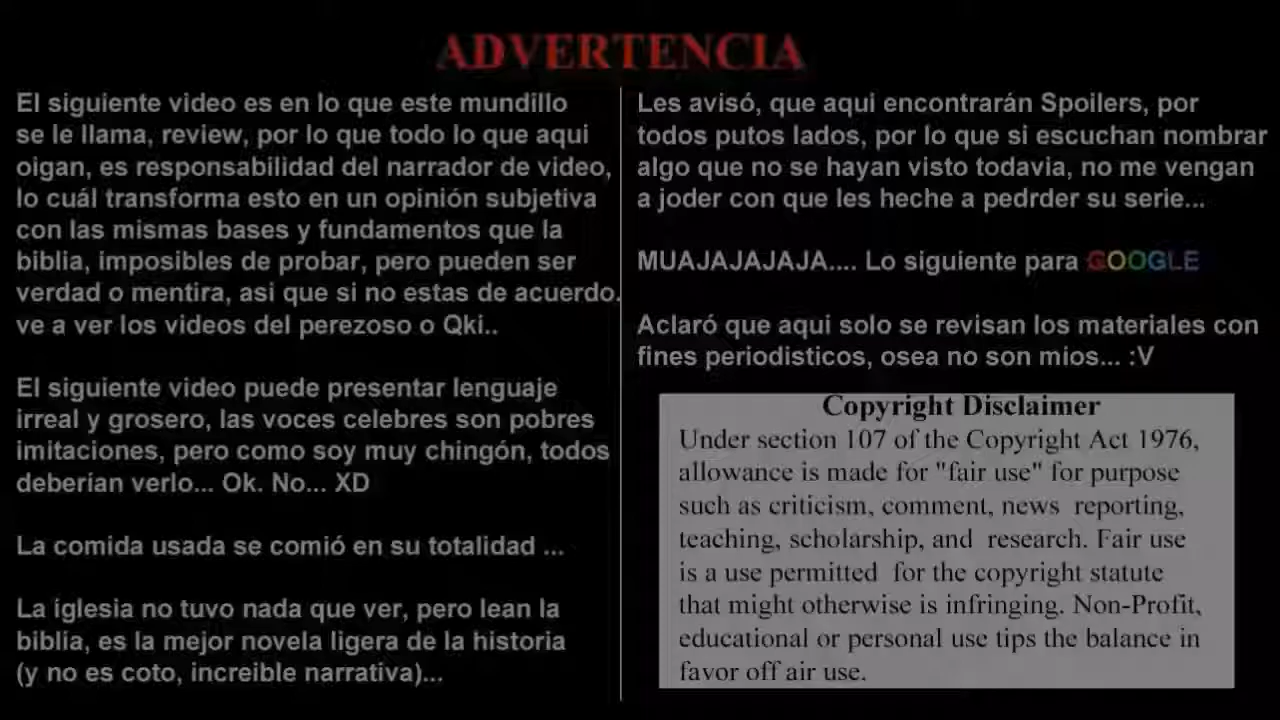 ADVERTENCIA
El siguiente video es en lo que este mundillo
se le llama, review, por lo que todo lo que aqui
oigan, es responsabilidad del narrador de video,
lo cuál transforma esto en un opinión subjetiva
con las mismas bases y fundamentos que la
biblia, imposibles de probar, pero pueden ser
verdad o mentira, asi que si no estas de acuerdo.
ve a ver los videos del perezoso o Qki..
El siguiente video puede presentar lenguaje
irreal y grosero, las voces celebres son pobres
imitaciones, pero como soy muy chingón, todos
deberían verlo... Ok. No... XD
La comida usada se comió en su totalidad ...
La íglesia no tuvo nada que ver, pero lean la
biblia, es la mejor novela ligera de la historia
(y no es coto, increible narrativa)...
Les avisó, que aqui encontrarán Spoilers, por
todos putos lados, por lo que si escuchan nombrar
algo que no se hayan visto todavia, no me vengan
a joder con que les heche a pedrder su serie...
MUAJAJAJAJA.... Lo siguiente para GOOGLE
Aclaró que aqui solo se revisan los materiales con
fines periodisticos, osea no son mios... :V
Copyright Disclaimer
Under section 107 of the Copyright Act 1976,
allowance is made for "fair use" for purpose
such as criticism, comment, news reporting,
teaching, scholarship, and research. Fair use
is a use permitted for the copyright statute
that might otherwise is infringing. Non-Profit,
educational or personal use tips the balance in
favor off air use.